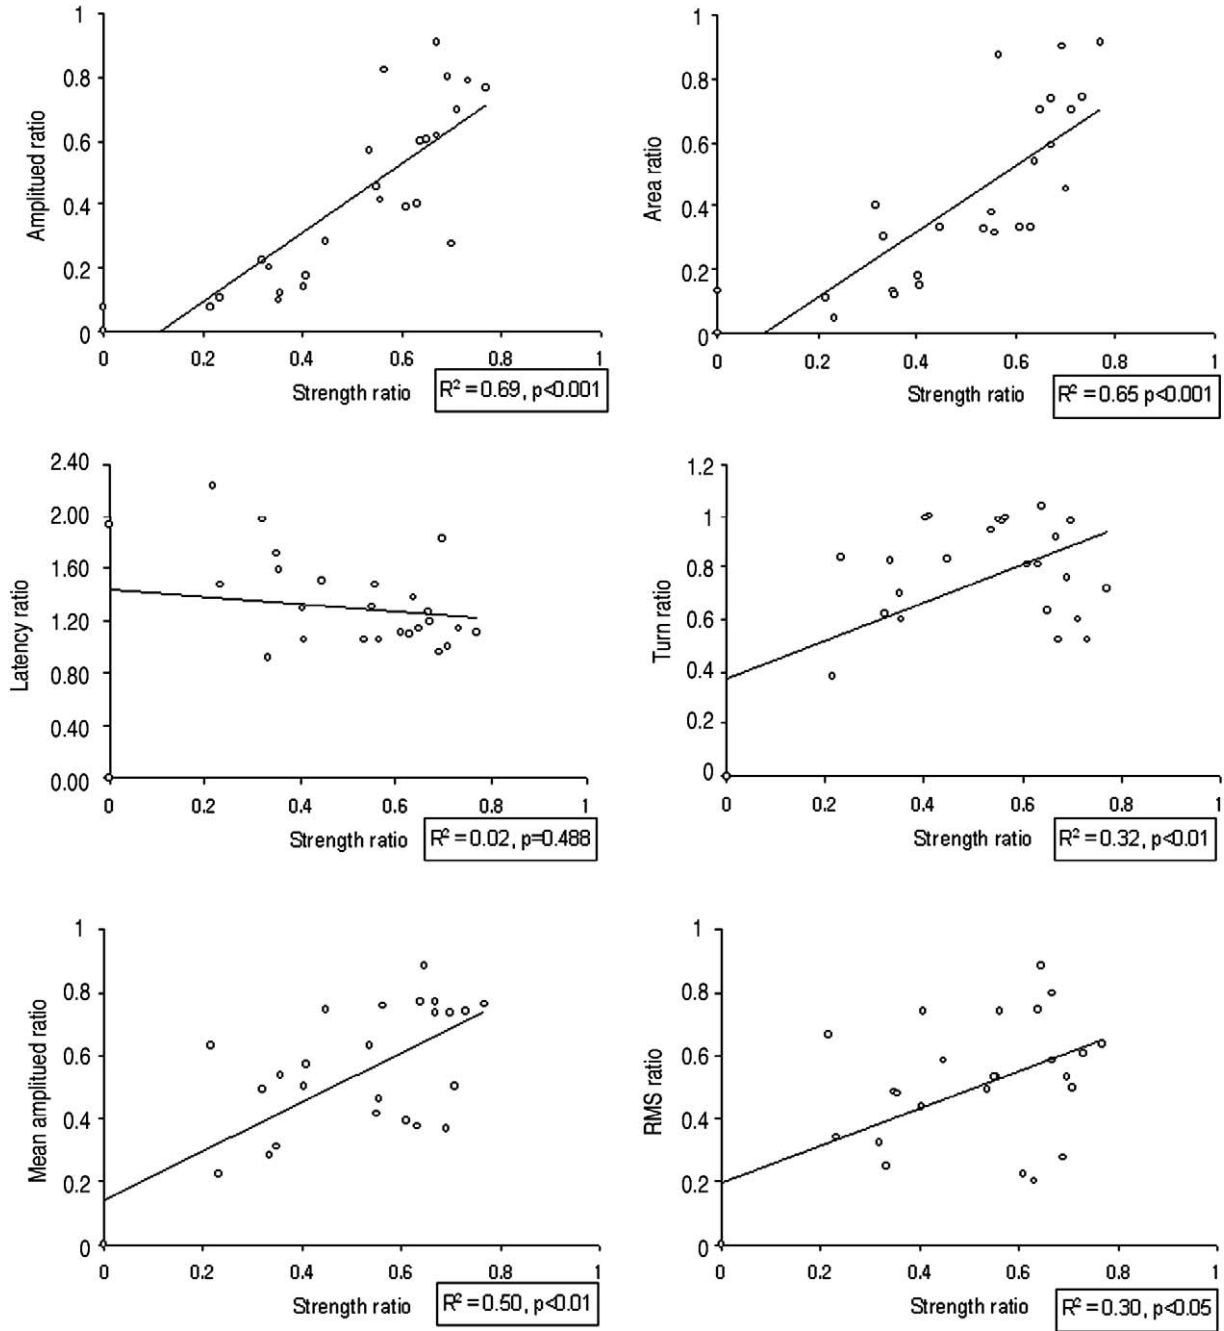 1
0.8
0.6
0.4
0.2
0
Amplitued ratio
0 0.2 0.4 0.6 0.8 1
Strength ratio
R² = 0.69, p<0.001
1
0.8
0.6
0.4
0.2
0
Area ratio
0 0.2 0.4 0.6 0.8 1
Strength ratio
R² = 0.65 p<0.001
2.40
2.00
1.60
1.20
0.80
0.40
0.00
Latency ratio
0 0.2 0.4 0.6 0.8 1
Strength ratio
R² = 0.02, p=0.488
1.2
1
0.8
0.6
0.4
0.2
0
Turn ratio
0 0.2 0.4 0.6 0.8 1
Strength ratio
R² = 0.32, p<0.01
1
0.8
0.6
0.4
0.2
0
Mean amplitued ratio
0 0.2 0.4 0.6 0.8 1
Strength ratio
R² = 0.50, p<0.01
1
0.8
0.6
0.4
0.2
0
RMS ratio
0 0.2 0.4 0.6 0.8 1
Strength ratio
R² = 0.30, p<0.05